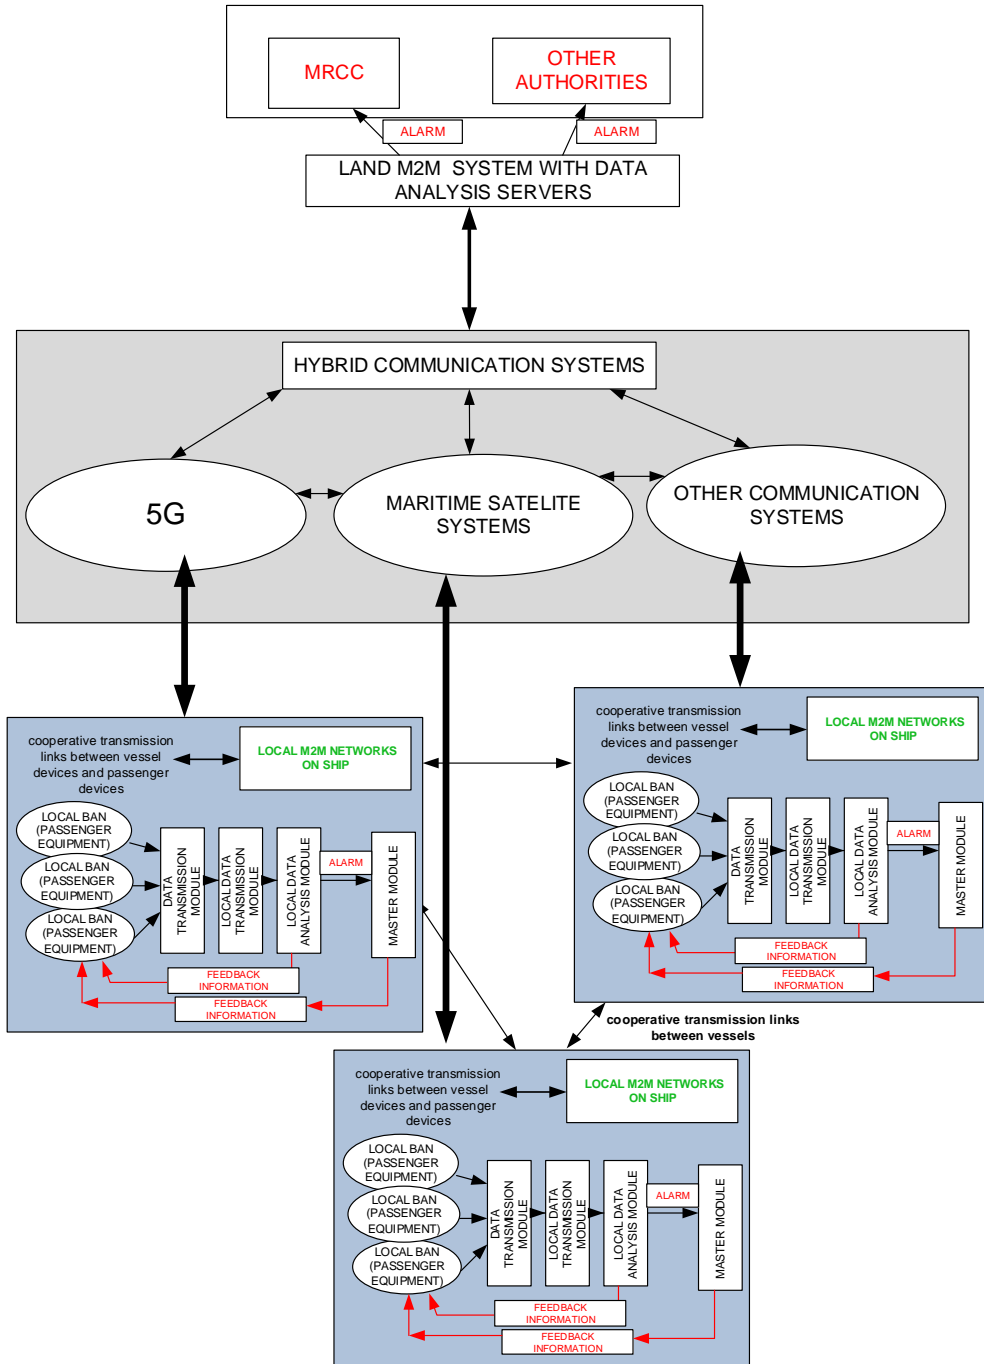 MRCC
OTHER
AUTHORITIES
ALARM
ALARM
LAND M2M SYSTEM WITH DATA
ANALYSIS SERVERS
HYBRID COMMUNICATION SYSTEMS
5G
MARITIME SATELITE
SYSTEMS
OTHER COMMUNICATION
SYSTEMS
cooperative transmission
links between vessel
devices and passenger
devices
LOCAL M2M NETWORKS
ON SHIP
LOCAL BAN
(PASSENGER
EQUIPMENT)
LOCAL BAN
(PASSENGER
EQUIPMENT)
LOCAL BAN
(PASSENGER
EQUIPMENT)
DATA
TRANSMISSION
MODULE
LOCAL DATA
TRANSMISSION
MODULE
LOCAL DATA
ANALYSIS MODULE
ALARM
MASTER MODULE
FEEDBACK
INFORMATION
FEEDBACK
INFORMATION
cooperative transmission
links between vessel
devices and passenger
devices
LOCAL M2M NETWORKS
ON SHIP
LOCAL BAN
(PASSENGER
EQUIPMENT)
LOCAL BAN
(PASSENGER
EQUIPMENT)
LOCAL BAN
(PASSENGER
EQUIPMENT)
DATA
TRANSMISSION
MODULE
LOCAL DATA
TRANSMISSION
MODULE
LOCAL DATA
ANALYSIS MODULE
ALARM
MASTER MODULE
FEEDBACK
INFORMATION
FEEDBACK
INFORMATION
cooperative transmission links
between vessels
cooperative transmission
links between vessel
devices and passenger
devices
LOCAL M2M NETWORKS
ON SHIP
LOCAL BAN
(PASSENGER
EQUIPMENT)
LOCAL BAN
(PASSENGER
EQUIPMENT)
LOCAL BAN
(PASSENGER
EQUIPMENT)
DATA
TRANSMISSION
MODULE
LOCAL DATA
TRANSMISSION
MODULE
LOCAL DATA
ANALYSIS MODULE
ALARM
MASTER MODULE
FEEDBACK
INFORMATION
FEEDBACK
INFORMATION